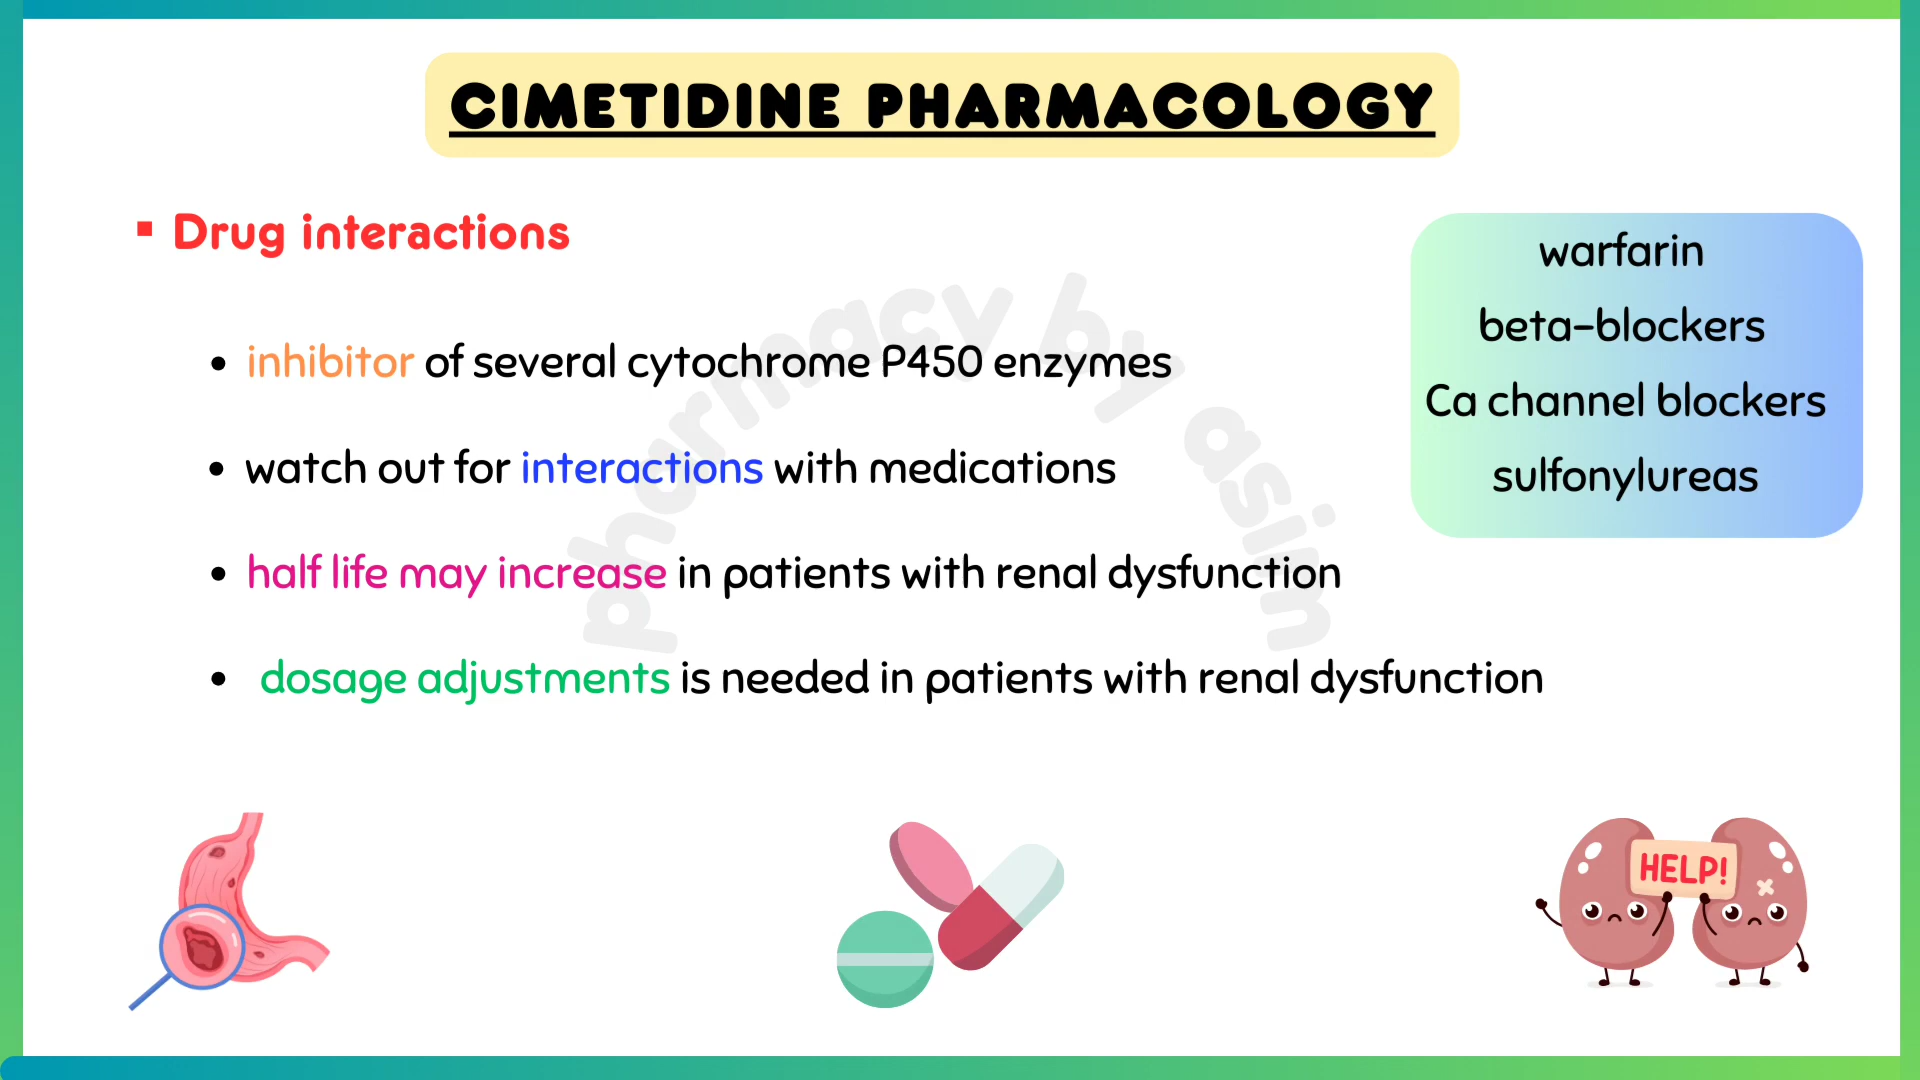 CIMETIDINE PHARMACOLOGY
Drug interactions
inhibitor of several cytochrome P450 enzymes
watch out for interactions with medications
half life may increase in patients with renal dysfunction
dosage adjustments is needed in patients with renal dysfunction
warfarin
beta-blockers
Ca channel blockers
sulfonylureas
pharmacy by asim
HELP!